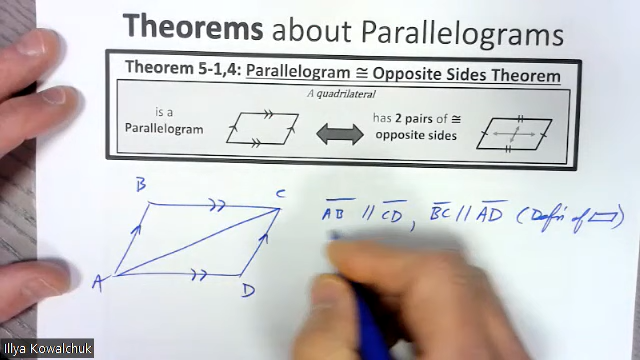 Theorems about Parallelograms
Theorem 5-1,4: Parallelogram ≅ Opposite Sides Theorem
A quadrilateral
is a
Parallelogram
has 2 pairs of ≅
opposite sides
B
C
A
D
AB // CD, BC // AD (Defn of ▱)
Illya Kowalchuk